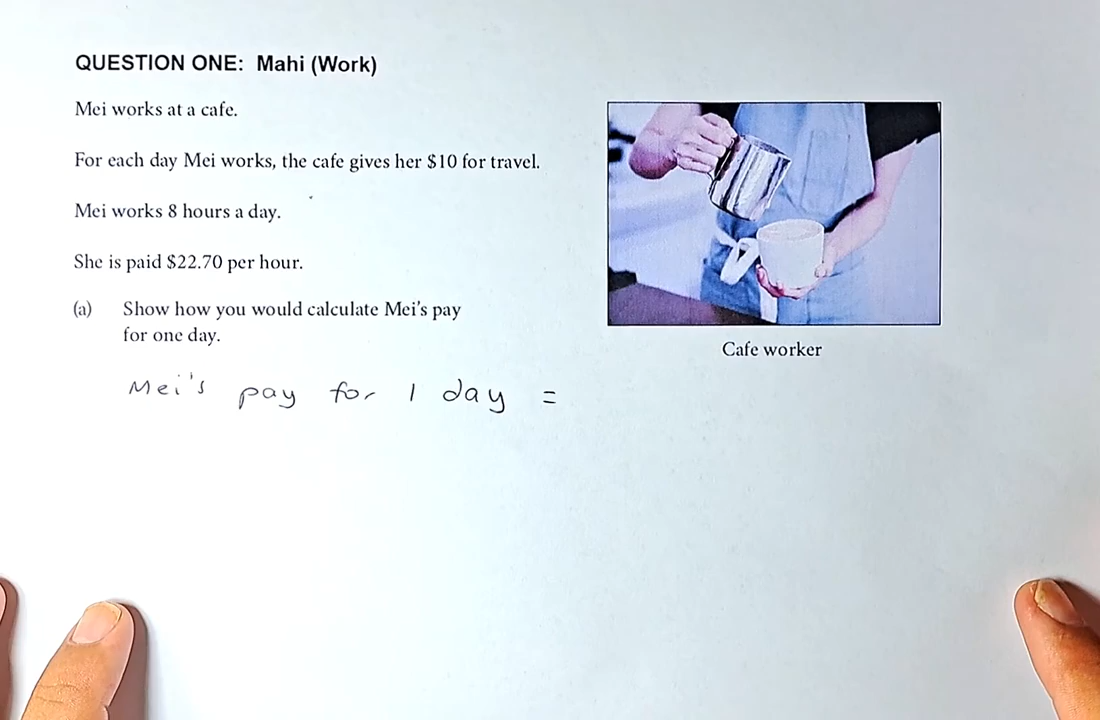 QUESTION ONE: Mahi (Work)
Mei works at a cafe.
For each day Mei works, the cafe gives her $10 for travel.
Mei works 8 hours a day.
She is paid $22.70 per hour.
(a) Show how you would calculate Mei's pay
for one day.
Cafe worker
Mei's pay for 1 day =